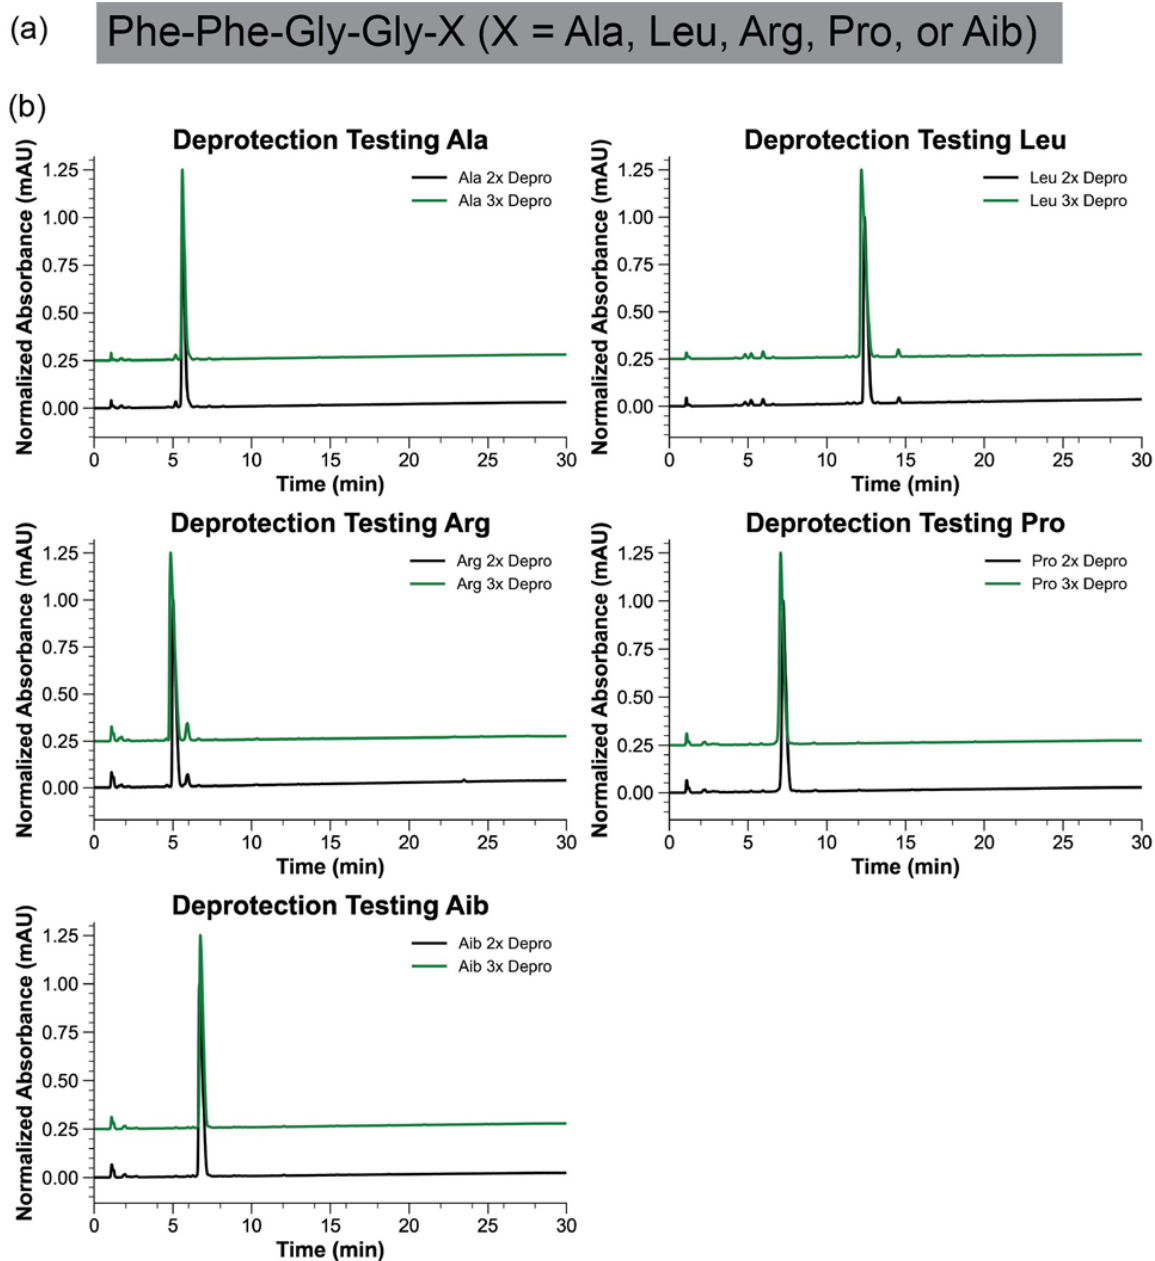 (a)
Phe-Phe-Gly-Gly-X (X = Ala, Leu, Arg, Pro, or Aib)
(b)
Deprotection Testing Ala
Normalized Absorbance (mAU)
1.25
1.00
0.75
0.50
0.25
0.00
Ala 2x Depro
Ala 3x Depro
0 5 10 15 20 25 30
Time (min)
Deprotection Testing Leu
Normalized Absorbance (mAU)
1.25
1.00
0.75
0.50
0.25
0.00
Leu 2x Depro
Leu 3x Depro
0 5 10 15 20 25 30
Time (min)
Deprotection Testing Arg
Normalized Absorbance (mAU)
1.25
1.00
0.75
0.50
0.25
0.00
Arg 2x Depro
Arg 3x Depro
0 5 10 15 20 25 30
Time (min)
Deprotection Testing Pro
Normalized Absorbance (mAU)
1.25
1.00
0.75
0.50
0.25
0.00
Pro 2x Depro
Pro 3x Depro
0 5 10 15 20 25 30
Time (min)
Deprotection Testing Aib
Normalized Absorbance (mAU)
1.25
1.00
0.75
0.50
0.25
0.00
Aib 2x Depro
Aib 3x Depro
0 5 10 15 20 25 30
Time (min)